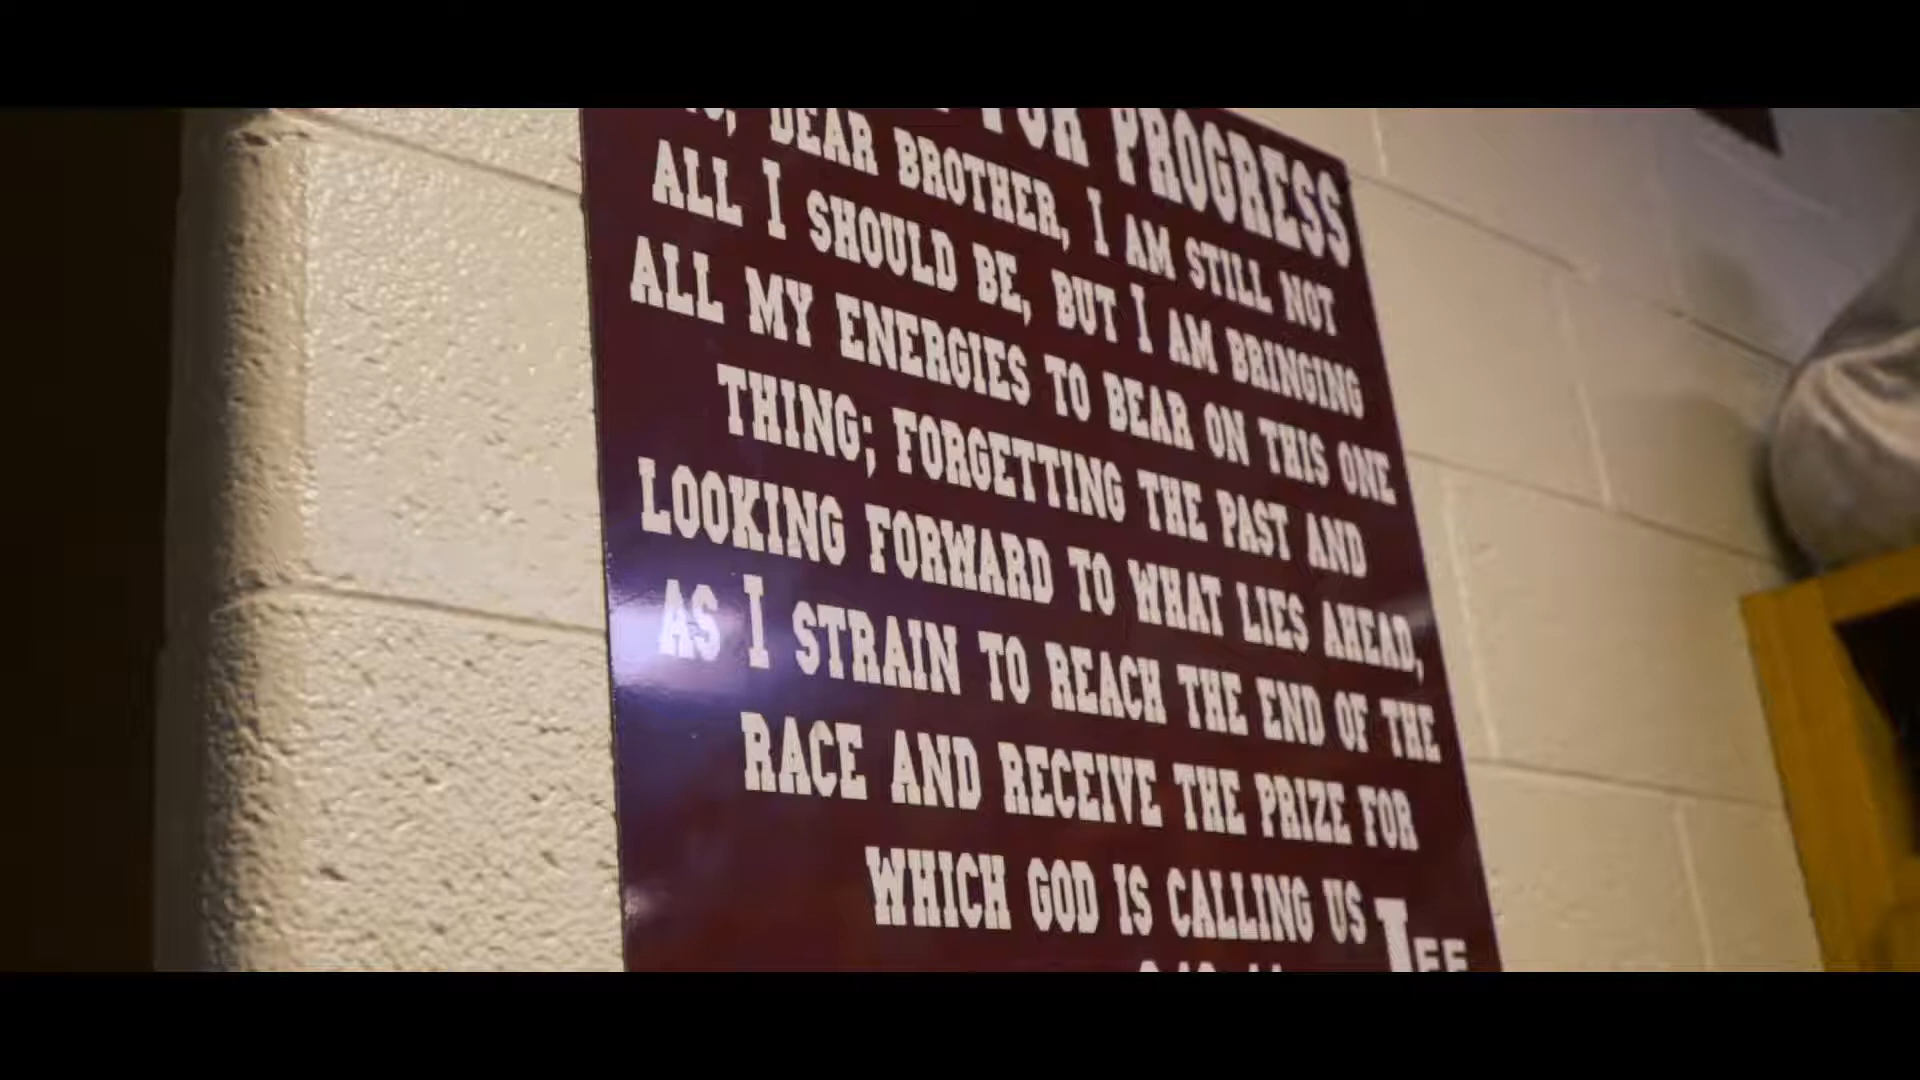 FOR PROGRESS
DEAR BROTHER, I AM STILL NOT
ALL I SHOULD BE, BUT I AM BRINGING
ALL MY ENERGIES TO BEAR ON THIS ONE
THING; FORGETTING THE PAST AND
LOOKING FORWARD TO WHAT LIES AHEAD,
AS I STRAIN TO REACH THE END OF THE
RACE AND RECEIVE THE PRIZE FOR
WHICH GOD IS CALLING US